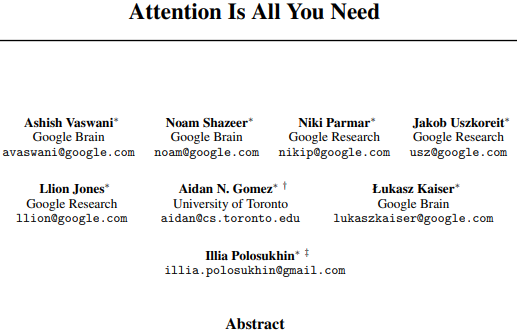 Attention Is All You Need
Ashish Vaswani* Noam Shazeer* Niki Parmar* Jakob Uszkoreit*
Google Brain Google Brain Google Research Google Research
avaswani@google.com noam@google.com nikip@google.com usz@google.com
Llion Jones* Aidan N. Gomez* † Łukasz Kaiser*
Google Research University of Toronto Google Brain
llion@google.com aidan@cs.toronto.edu lukaszkaiser@google.com
Illia Polosukhin* ‡
illia.polosukhin@gmail.com
Abstract